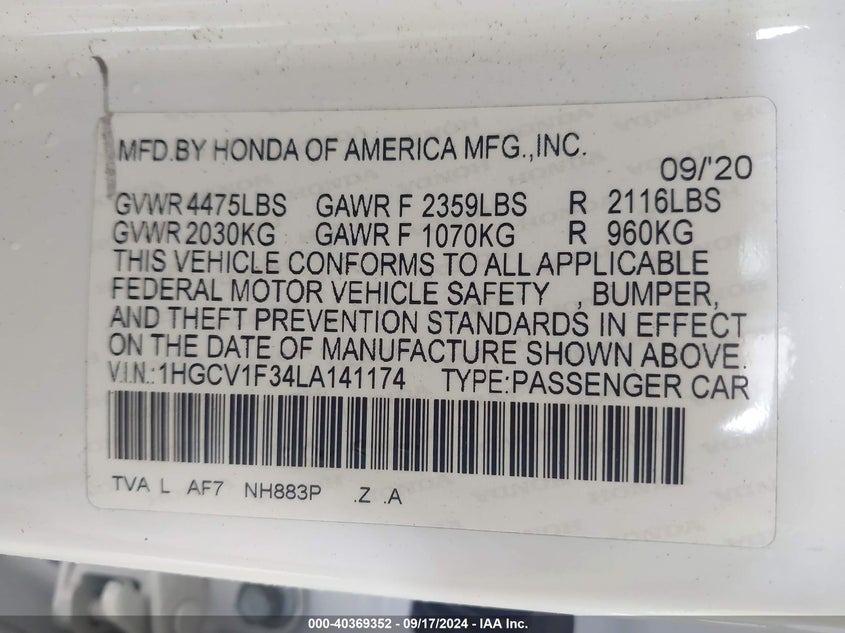 MFD.BY HONDA OF AMERICA MFG.,INC.
09/'20
GVWR 4475LBS GAWR F 2359LBS R 2116LBS
GVWR 2030KG GAWR F 1070KG R 960KG
THIS VEHICLE CONFORMS TO ALL APPLICABLE
FEDERAL MOTOR VEHICLE SAFETY , BUMPER,
AND THEFT PREVENTION STANDARDS IN EFFECT
ON THE DATE OF MANUFACTURE SHOWN ABOVE.
V.I.N.:1HGCV1F34LA141174 TYPE:PASSENGER CAR
TVA L AF7 NH883P .Z .A
000-40369352 - 09/17/2024 - IAA Inc.